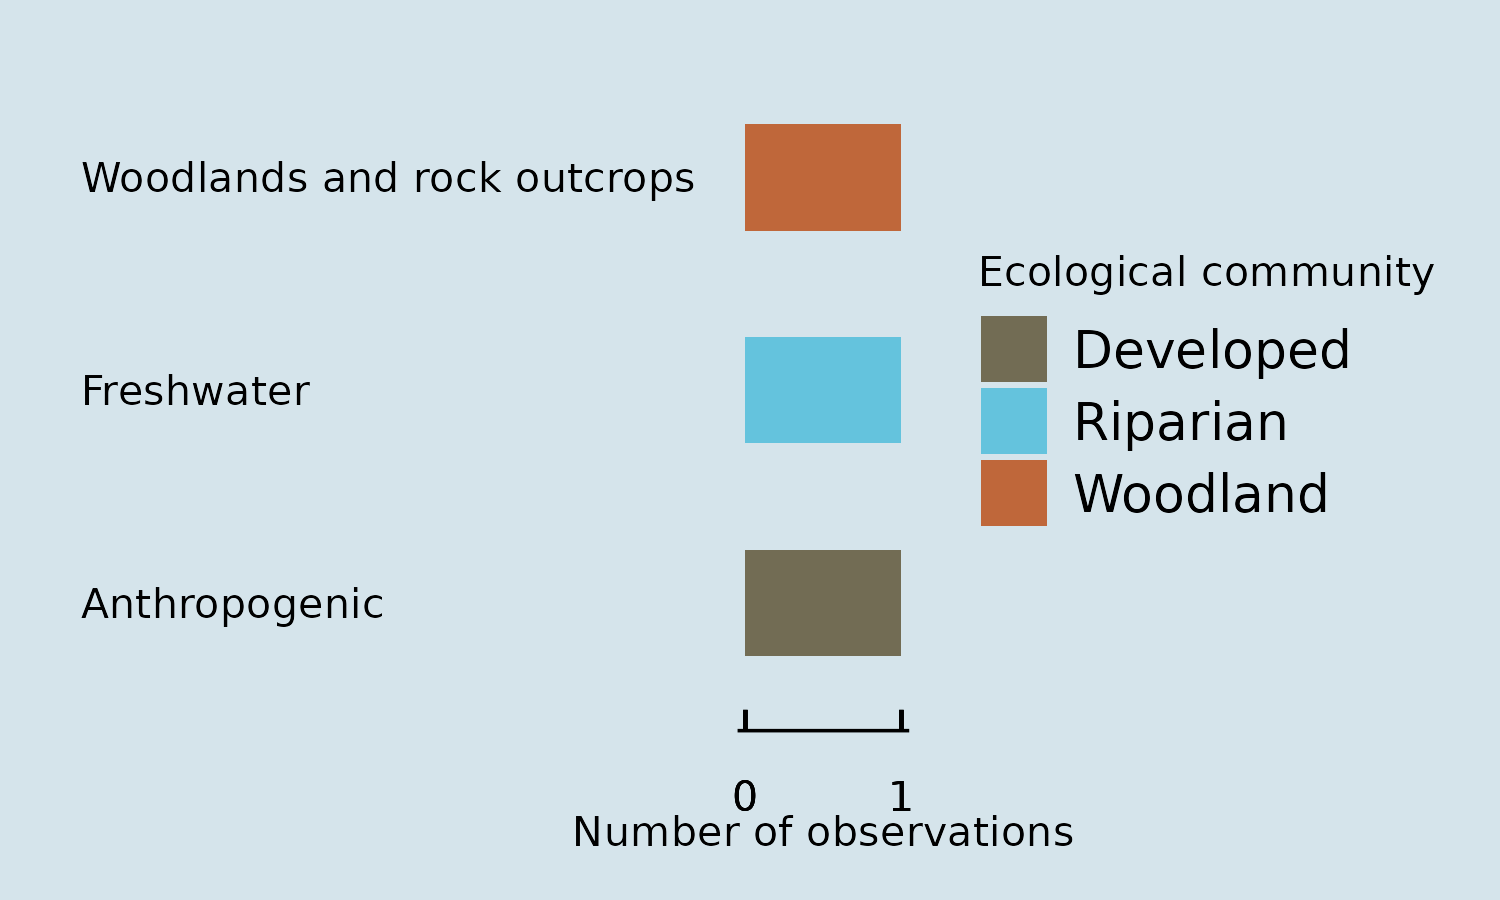 Woodlands and rock outcrops
Freshwater
Anthropogenic
Ecological community
Developed
Riparian
Woodland
0 1
Number of observations